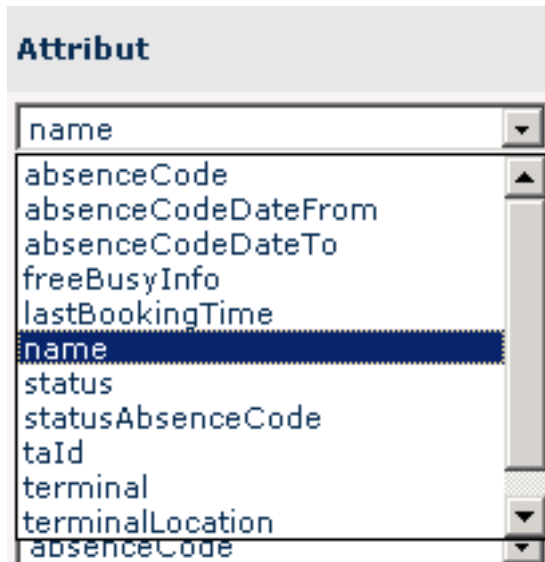 Attribut
name
absenceCode
absenceCodeDateFrom
absenceCodeDateTo
freeBusyInfo
lastBookingTime
name
status
statusAbsenceCode
taId
terminal
terminalLocation
absenceCode